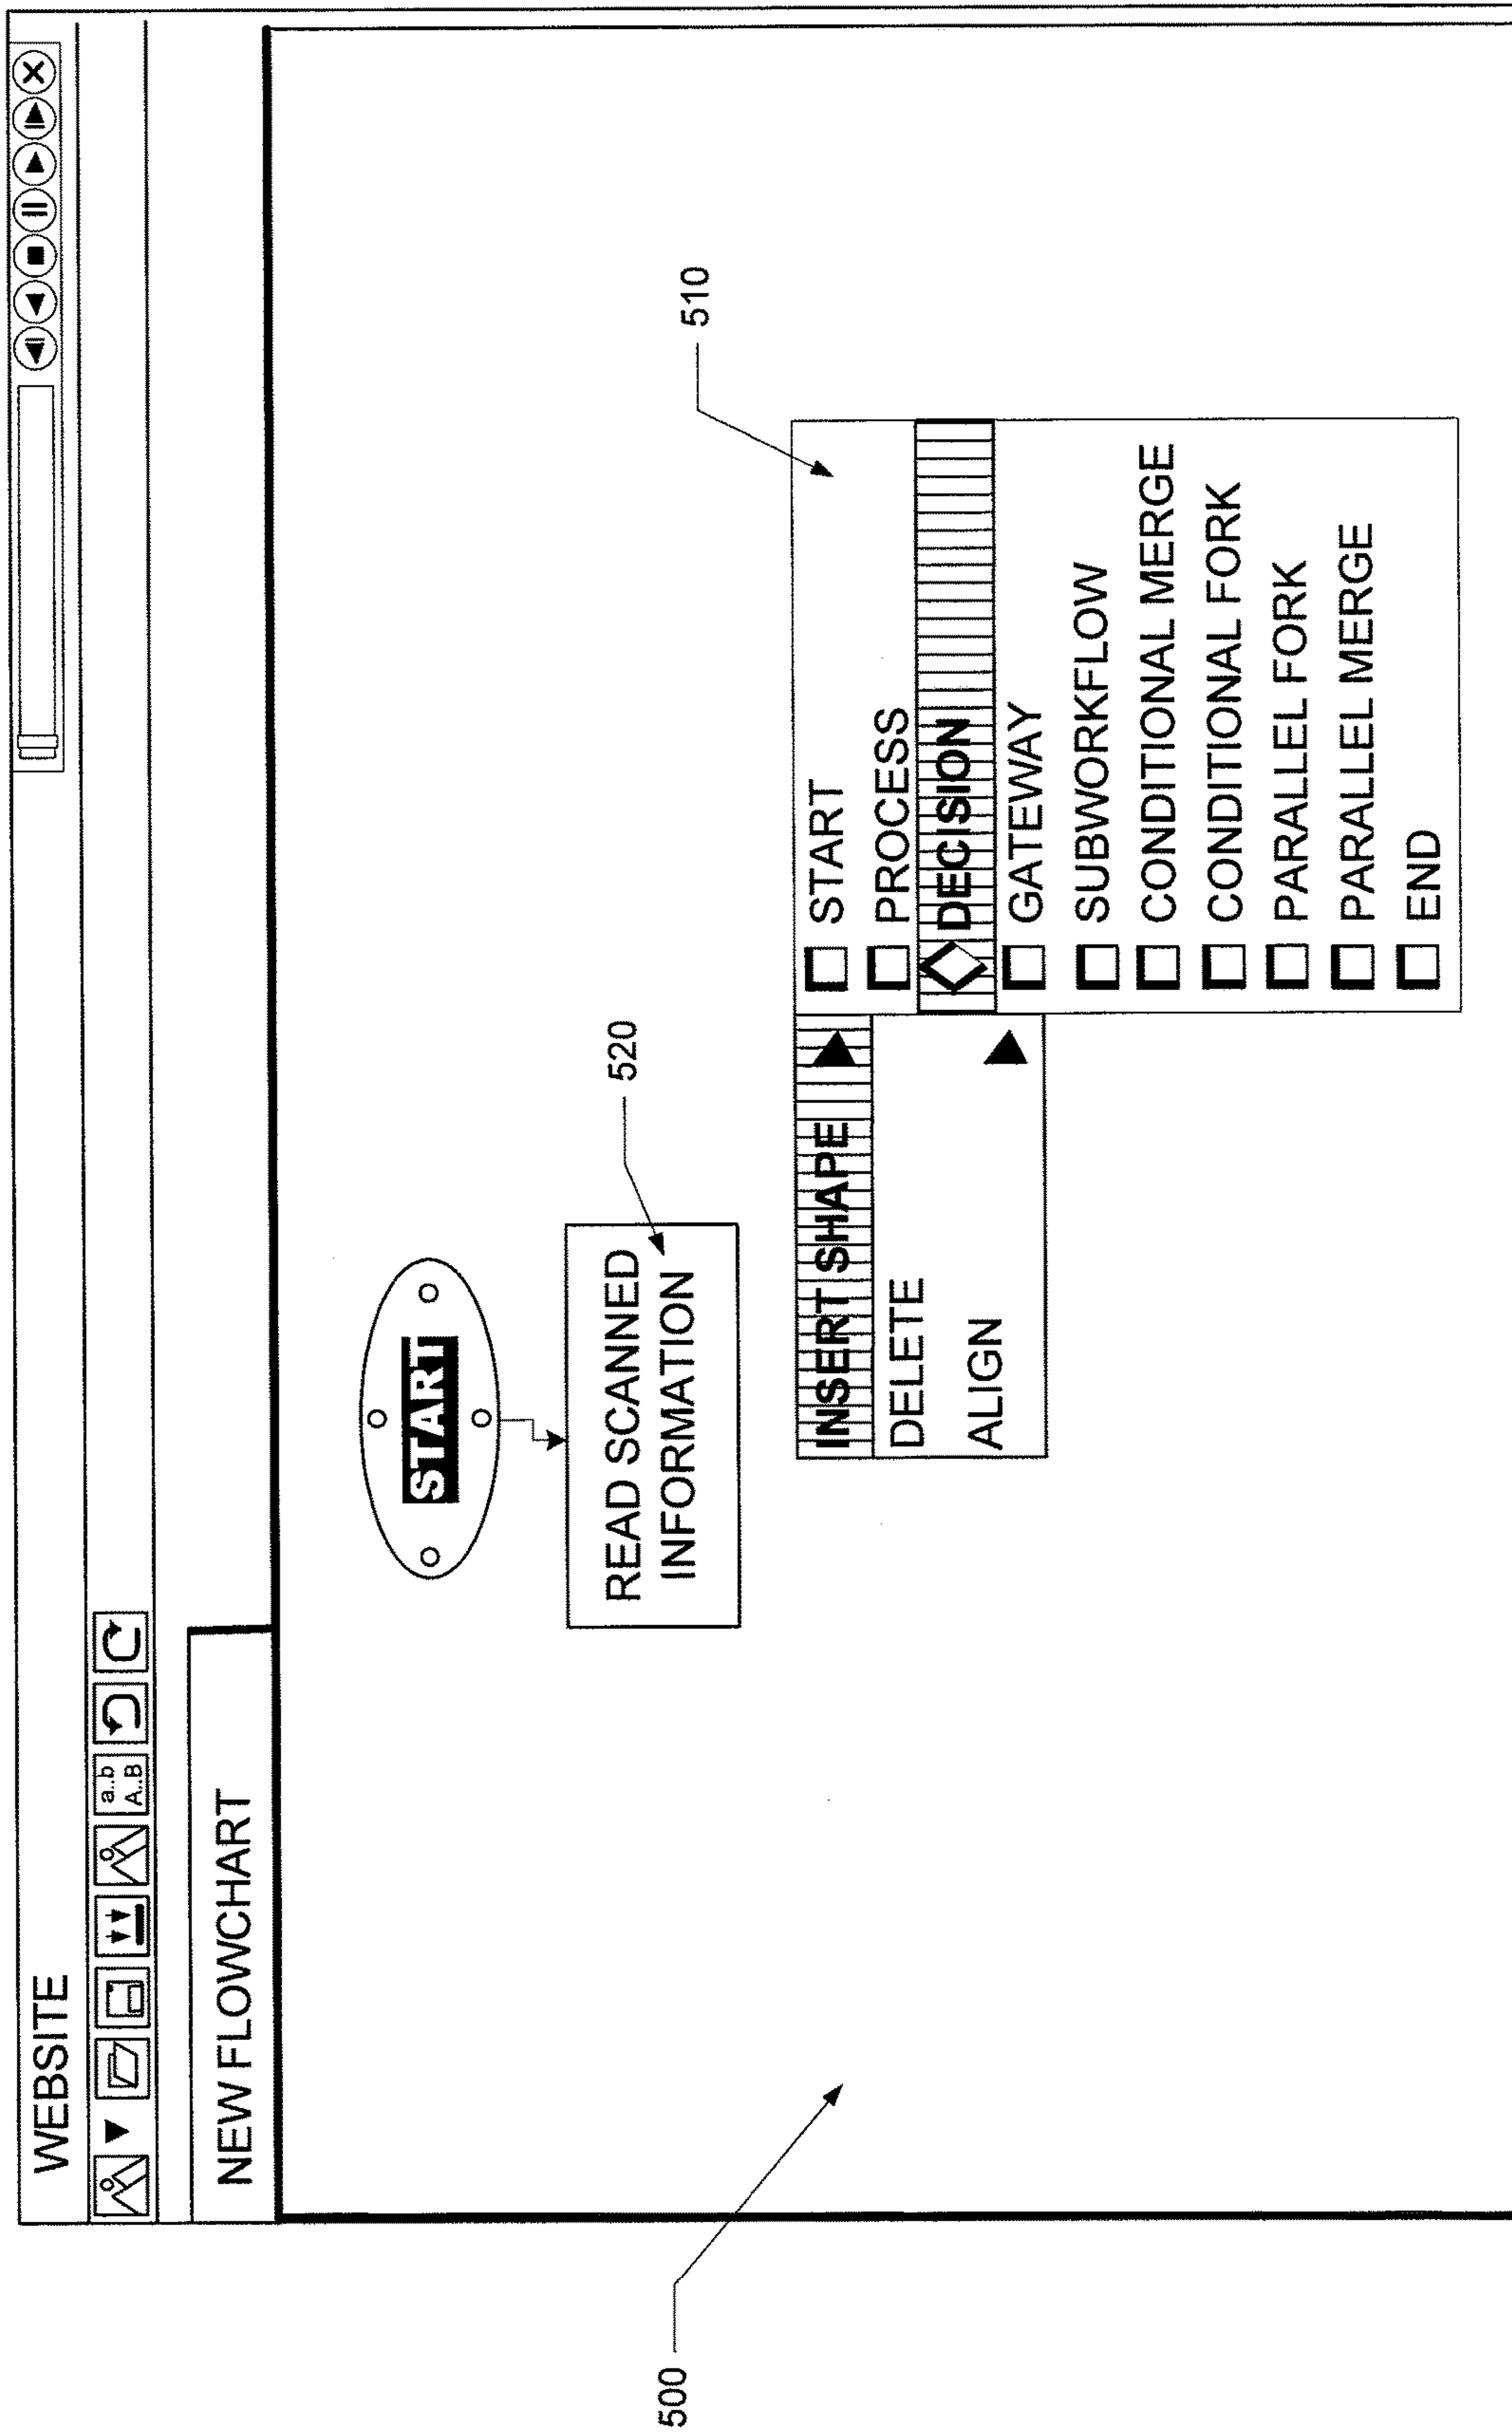 WEBSITE
a..b
A..B
NEW FLOWCHART
START
READ SCANNED
INFORMATION
520
510
500
INSERT SHAPE
DELETE
ALIGN
START
PROCESS
DECISION
GATEWAY
SUBWORKFLOW
CONDITIONAL MERGE
CONDITIONAL FORK
PARALLEL FORK
PARALLEL MERGE
END